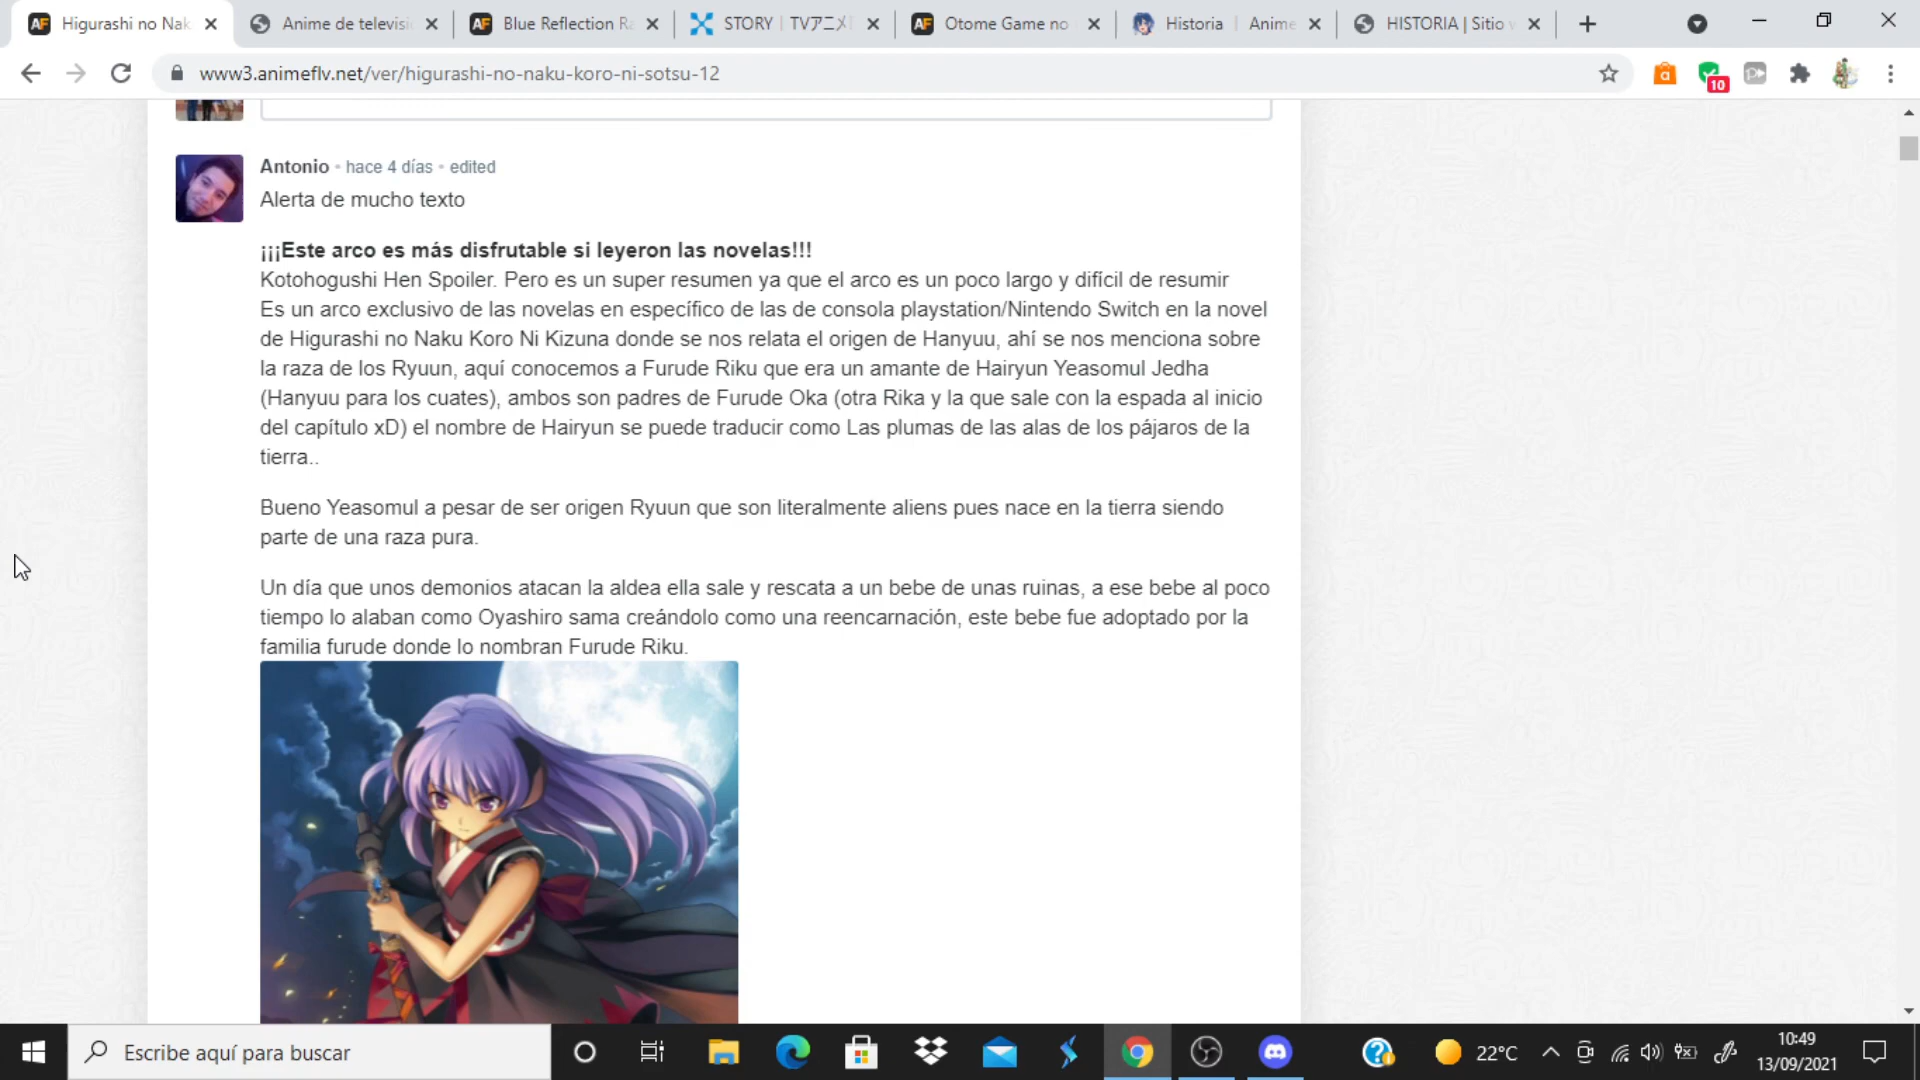 Higurashi no Nak
Anime de televisi
Blue Reflection Ra
STORY | TVアニメ
Otome Game no
Historia | Anime
HISTORIA | Sitio
www3.animeflv.net/ver/higurashi-no-naku-koro-ni-sotsu-12
10
Antonio • hace 4 días • edited
Alerta de mucho texto
¡¡¡Este arco es más disfrutable si leyeron las novelas!!!
Kotohogushi Hen Spoiler. Pero es un super resumen ya que el arco es un poco largo y difícil de resumir
Es un arco exclusivo de las novelas en específico de las de consola playstation/Nintendo Switch en la novel
de Higurashi no Naku Koro Ni Kizuna donde se nos relata el origen de Hanyuu, ahí se nos menciona sobre
la raza de los Ryuun, aquí conocemos a Furude Riku que era un amante de Hairyun Yeasomul Jedha
(Hanyuu para los cuates), ambos son padres de Furude Oka (otra Rika y la que sale con la espada al inicio
del capítulo xD) el nombre de Hairyun se puede traducir como Las plumas de las alas de los pájaros de la
tierra..
Bueno Yeasomul a pesar de ser origen Ryuun que son literalmente aliens pues nace en la tierra siendo
parte de una raza pura.
Un día que unos demonios atacan la aldea ella sale y rescata a un bebe de unas ruinas, a ese bebe al poco
tiempo lo alaban como Oyashiro sama creándolo como una reencarnación, este bebe fue adoptado por la
familia furude donde lo nombran Furude Riku.
Escribe aquí para buscar
22°C
10:49
13/09/2021